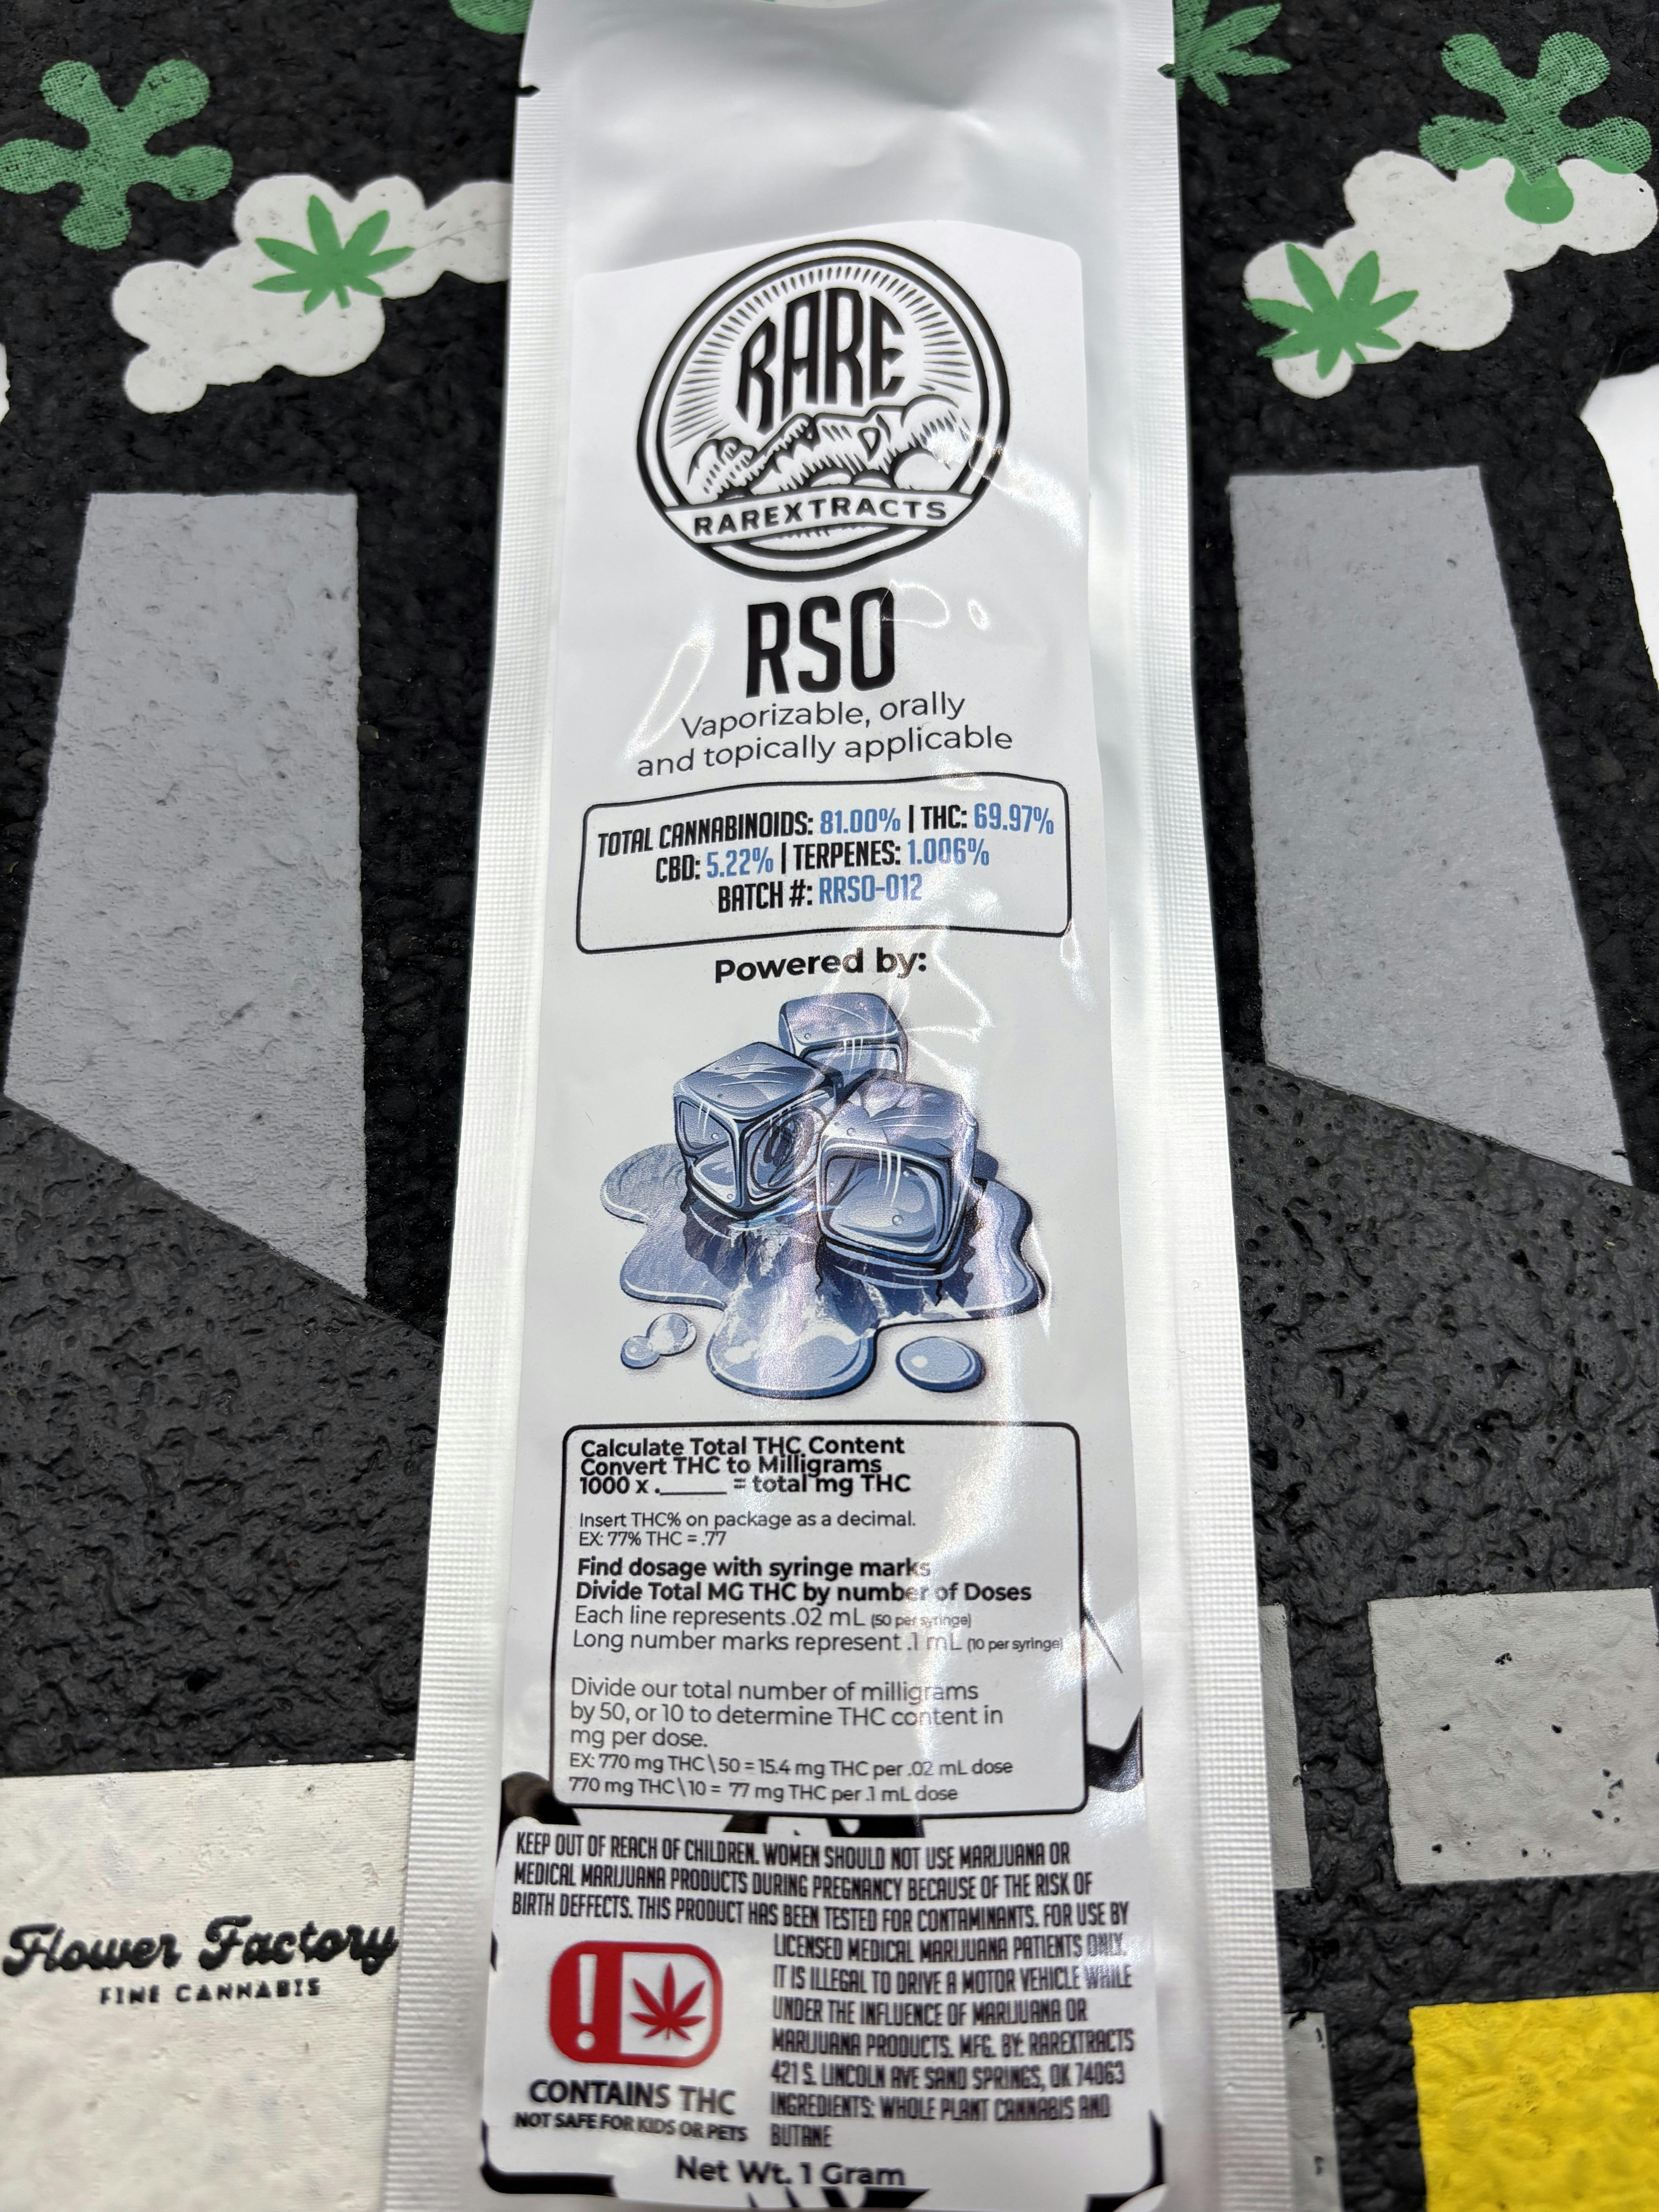 RARE
RAREXTRACTS
RSO
Vaporizable, orally
and topically applicable
TOTAL CANNABINOIDS: 81.00% | THC: 69.97%
CBD: 5.22% | TERPENES: 1.006%
BATCH #: RRSO-012
Powered by:
Calculate Total THC Content
Convert THC to Milligrams
1000 x .______ = total mg THC
Insert THC% on package as a decimal.
EX: 77% THC = .77
Find dosage with syringe marks
Divide Total MG THC by number of Doses
Each line represents .02 mL (50 per syringe)
Long number marks represent .1 mL (10 per syringe)
Divide our total number of milligrams
by 50, or 10 to determine THC content in
mg per dose.
EX: 770 mg THC\50 = 15.4 mg THC per .02 mL dose
770 mg THC\10 = 77 mg THC per .1 mL dose
KEEP OUT OF REACH OF CHILDREN. WOMEN SHOULD NOT USE MARIJUANA OR
MEDICAL MARIJUANA PRODUCTS DURING PREGNANCY BECAUSE OF THE RISK OF
BIRTH DEFFECTS. THIS PRODUCT HAS BEEN TESTED FOR CONTAMINANTS. FOR USE BY
LICENSED MEDICAL MARIJUANA PATIENTS ONLY.
IT IS ILLEGAL TO DRIVE A MOTOR VEHICLE WHILE
UNDER THE INFLUENCE OF MARIJUANA OR
MARIJUANA PRODUCTS. MFG. BY: RAREXTRACTS
421 S. LINCOLN AVE SAND SPRINGS, OK 74063
INGREDIENTS: WHOLE PLANT CANNABIS AND
BUTANE
!
CONTAINS THC
NOT SAFE FOR KIDS OR PETS
Net Wt. 1 Gram
Flower Factory
FINE CANNABIS